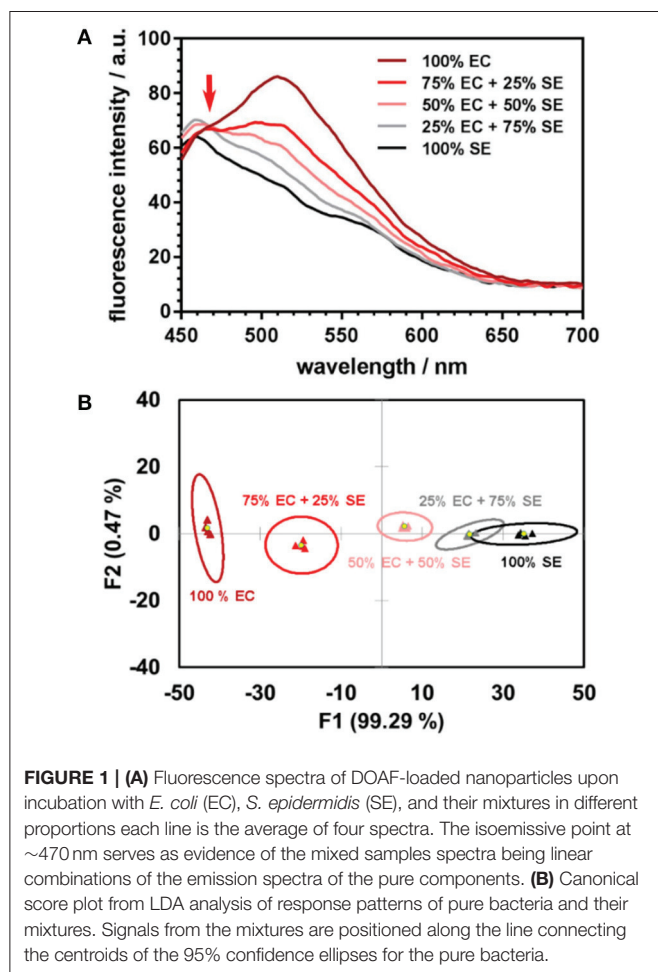 A
fluorescence intensity / a.u.
100
80
60
40
20
0
100% EC
75% EC + 25% SE
50% EC + 50% SE
25% EC + 75% SE
100% SE
450 500 550 600 650 700
wavelength / nm
B
F2 (0.47 %)
40
20
0
-20
-40
75% EC + 25% SE
25% EC + 75% SE
50% EC + 50% SE
100% SE
100 % EC
-50 -30 -10 10 30 50
F1 (99.29 %)
FIGURE 1 | (A) Fluorescence spectra of DOAF-loaded nanoparticles upon
incubation with E. coli (EC), S. epidermidis (SE), and their mixtures in different
proportions each line is the average of four spectra. The isoemissive point at
~470 nm serves as evidence of the mixed samples spectra being linear
combinations of the emission spectra of the pure components. (B) Canonical
score plot from LDA analysis of response patterns of pure bacteria and their
mixtures. Signals from the mixtures are positioned along the line connecting
the centroids of the 95% confidence ellipses for the pure bacteria.